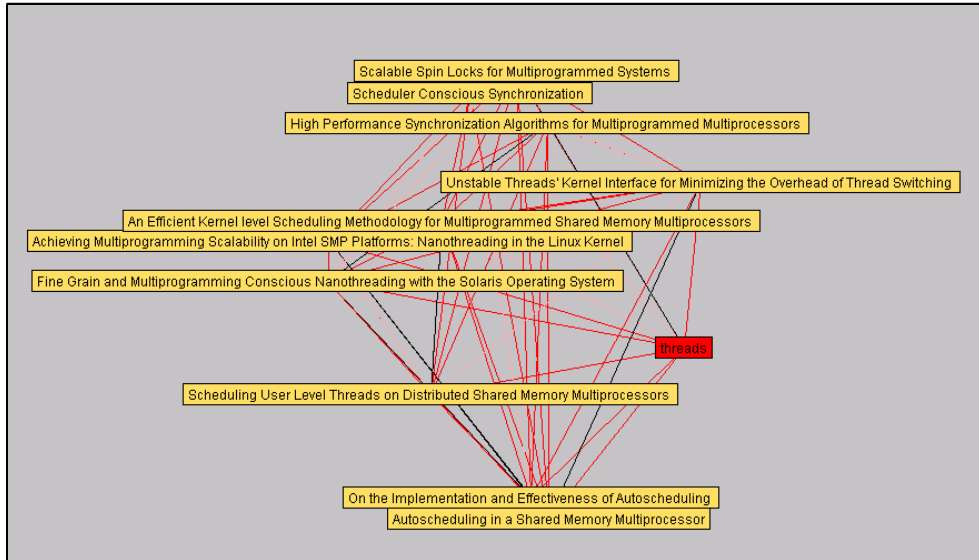 Scalable Spin Locks for Multiprogrammed Systems
Scheduler Conscious Synchronization
High Performance Synchronization Algorithms for Multiprogrammed Multiprocessors
Unstable Threads' Kernel Interface for Minimizing the Overhead of Thread Switching
An Efficient Kernel level Scheduling Methodology for Multiprogrammed Shared Memory Multiprocessors
Achieving Multiprogramming Scalability on Intel SMP Platforms: Nanothreading in the Linux Kernel
Fine Grain and Multiprogramming Conscious Nanothreading with the Solaris Operating System
threads
Scheduling User Level Threads on Distributed Shared Memory Multiprocessors
On the Implementation and Effectiveness of Autoscheduling
Autoscheduling in a Shared Memory Multiprocessor